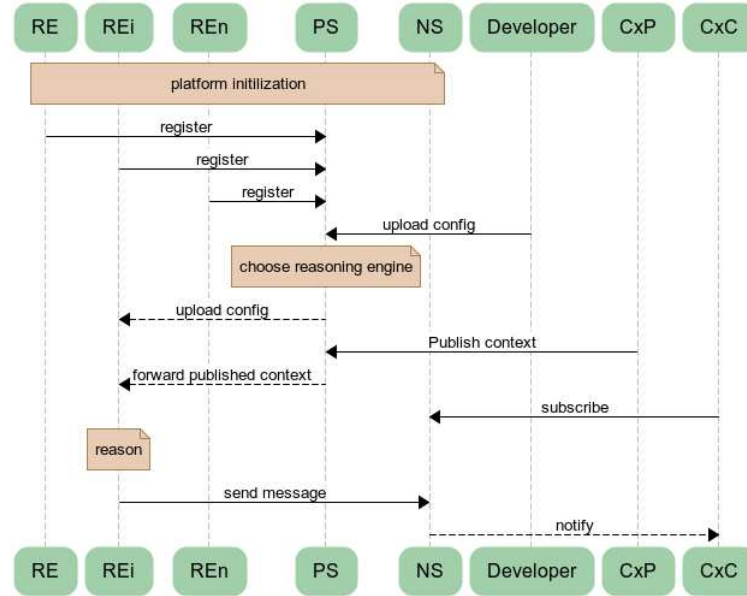 RE REi REn PS NS Developer CxP CxC
platform initilization
register
register
register
upload config
choose reasoning engine
upload config
Publish context
forward published context
subscribe
reason
send message
notify
RE REi REn PS NS Developer CxP CxC